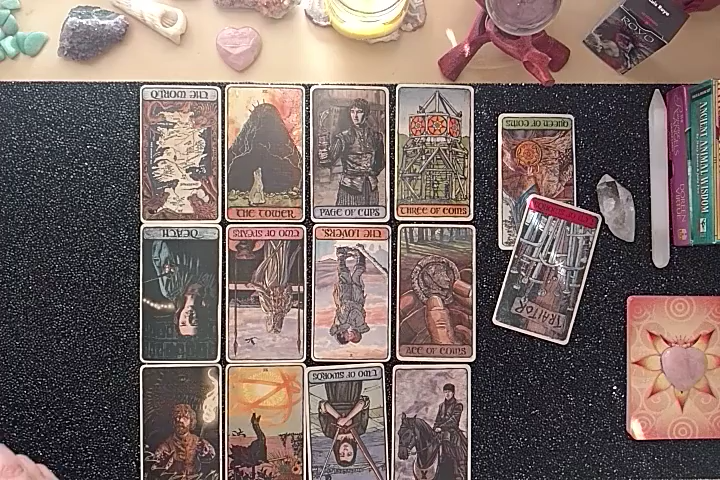 THE WORLD
THE TOWER
PAGE OF CUPS
THREE OF COINS
QUEEN OF COINS
DEATH
TWO OF SPEARS
THE LOVERS.
ACE OF COINS
TRAITOR
TWO OF SWORDS
ROYO
ANCIENT ANIMAL WISDOM